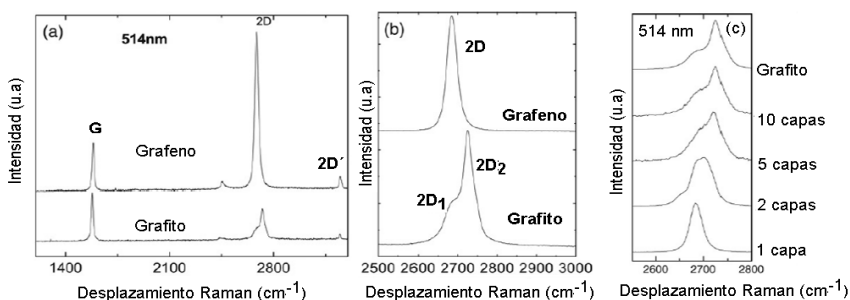 (a)
514nm
2D
G
Grafeno
2D´
Grafito
Intensidad (u.a)
1400 2100 2800
Desplazamiento Raman (cm-1)
(b)
2D
Grafeno
2D1
2D2
Grafito
Intensidad (u.a)
2500 2600 2700 2800 2900 3000
Desplazamiento Raman (cm-1)
514 nm (c)
Grafito
10 capas
5 capas
2 capas
1 capa
Intensidad (u.a)
2600 2700 2800
Desplazamiento Raman (cm-1)